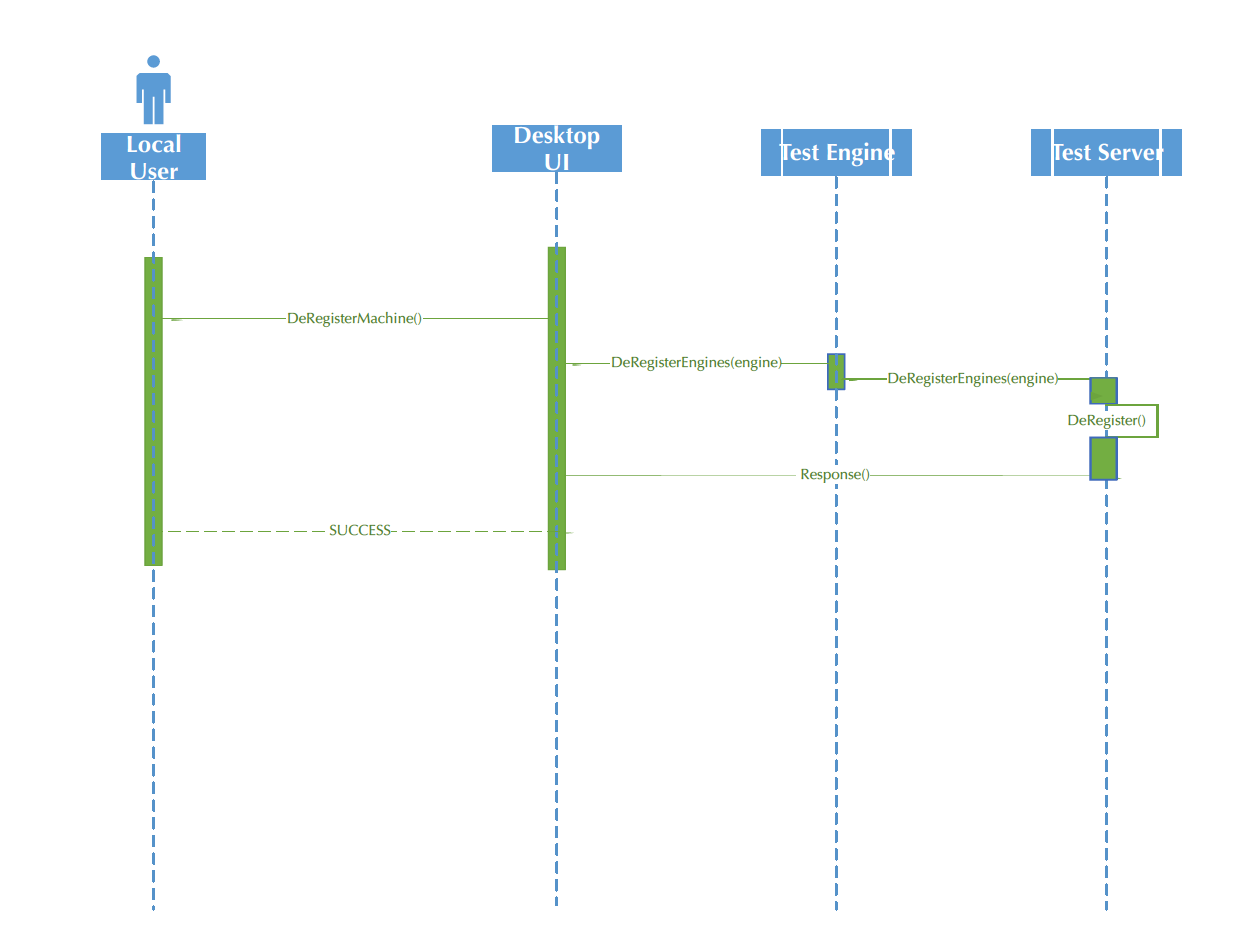 Local
User
Desktop
UI
Test Engine
Test Server
DeRegisterMachine()
DeRegisterEngines(engine)
DeRegisterEngines(engine)
DeRegister()
Response()
SUCCESS